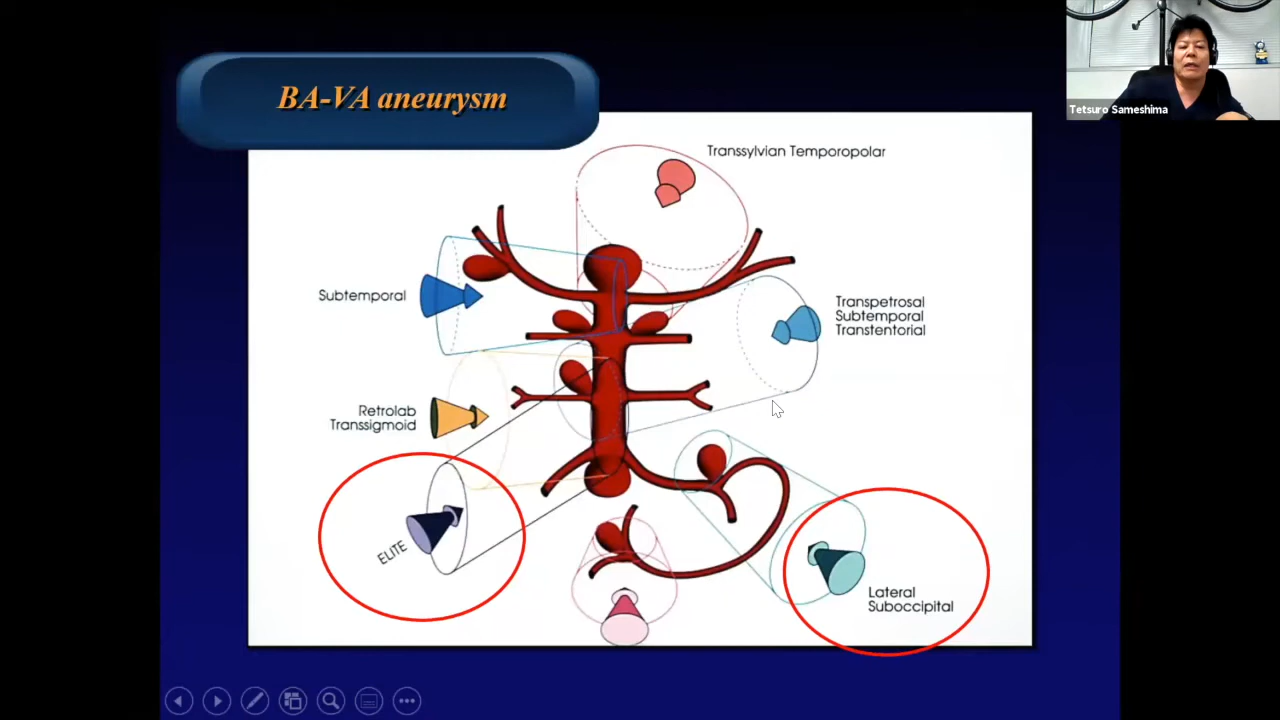 BA-VA aneurysm
Tetsuro Sameshima
Transsylvian Temporopolar
Subtemporal
Transpetrosal
Subtemporal
Transtentorial
Retrolab
Transsigmoid
ELITE
Lateral
Suboccipital